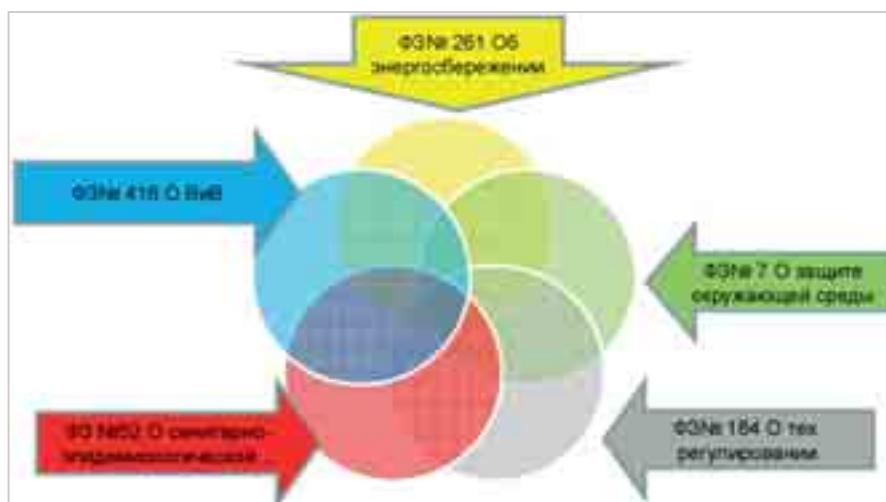 ФЗ№ 261 Об
энергосбережении
ФЗ№ 416 О ВиВ
ФЗ№ 7 О защите
окружающей среды
ФЗ №52 О санитарно-
эпидемиологической...
ФЗ№ 184 О тех
регулировании